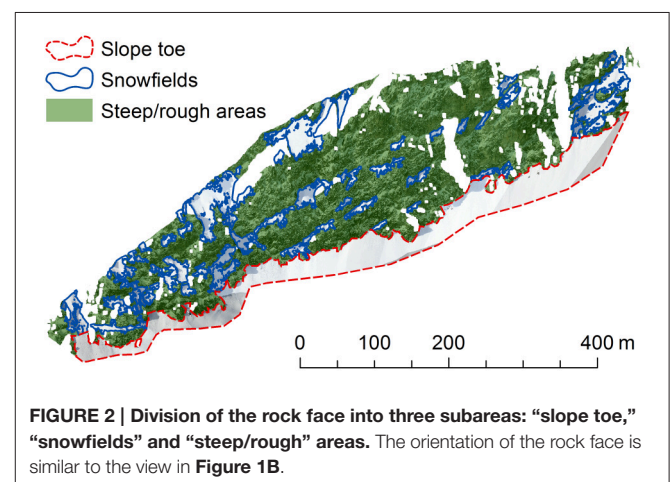 Slope toe
Snowfields
Steep/rough areas
0 100 200 400 m
FIGURE 2 | Division of the rock face into three subareas: “slope toe,”
“snowfields” and “steep/rough” areas. The orientation of the rock face is
similar to the view in Figure 1B.